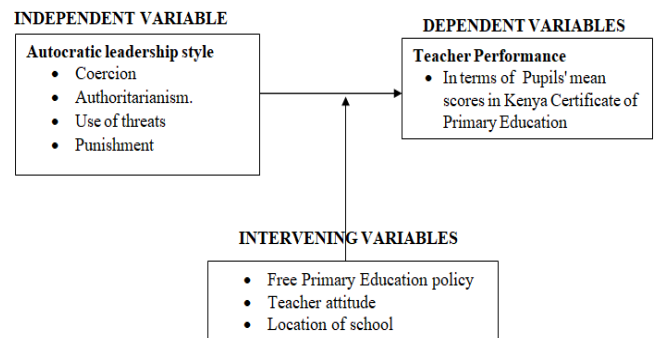 INDEPENDENT VARIABLE
Autocratic leadership style
• Coercion
• Authoritarianism.
• Use of threats
• Punishment
DEPENDENT VARIABLES
Teacher Performance
• In terms of Pupils' mean
scores in Kenya Certificate of
Primary Education
INTERVENING VARIABLES
• Free Primary Education policy
• Teacher attitude
• Location of school